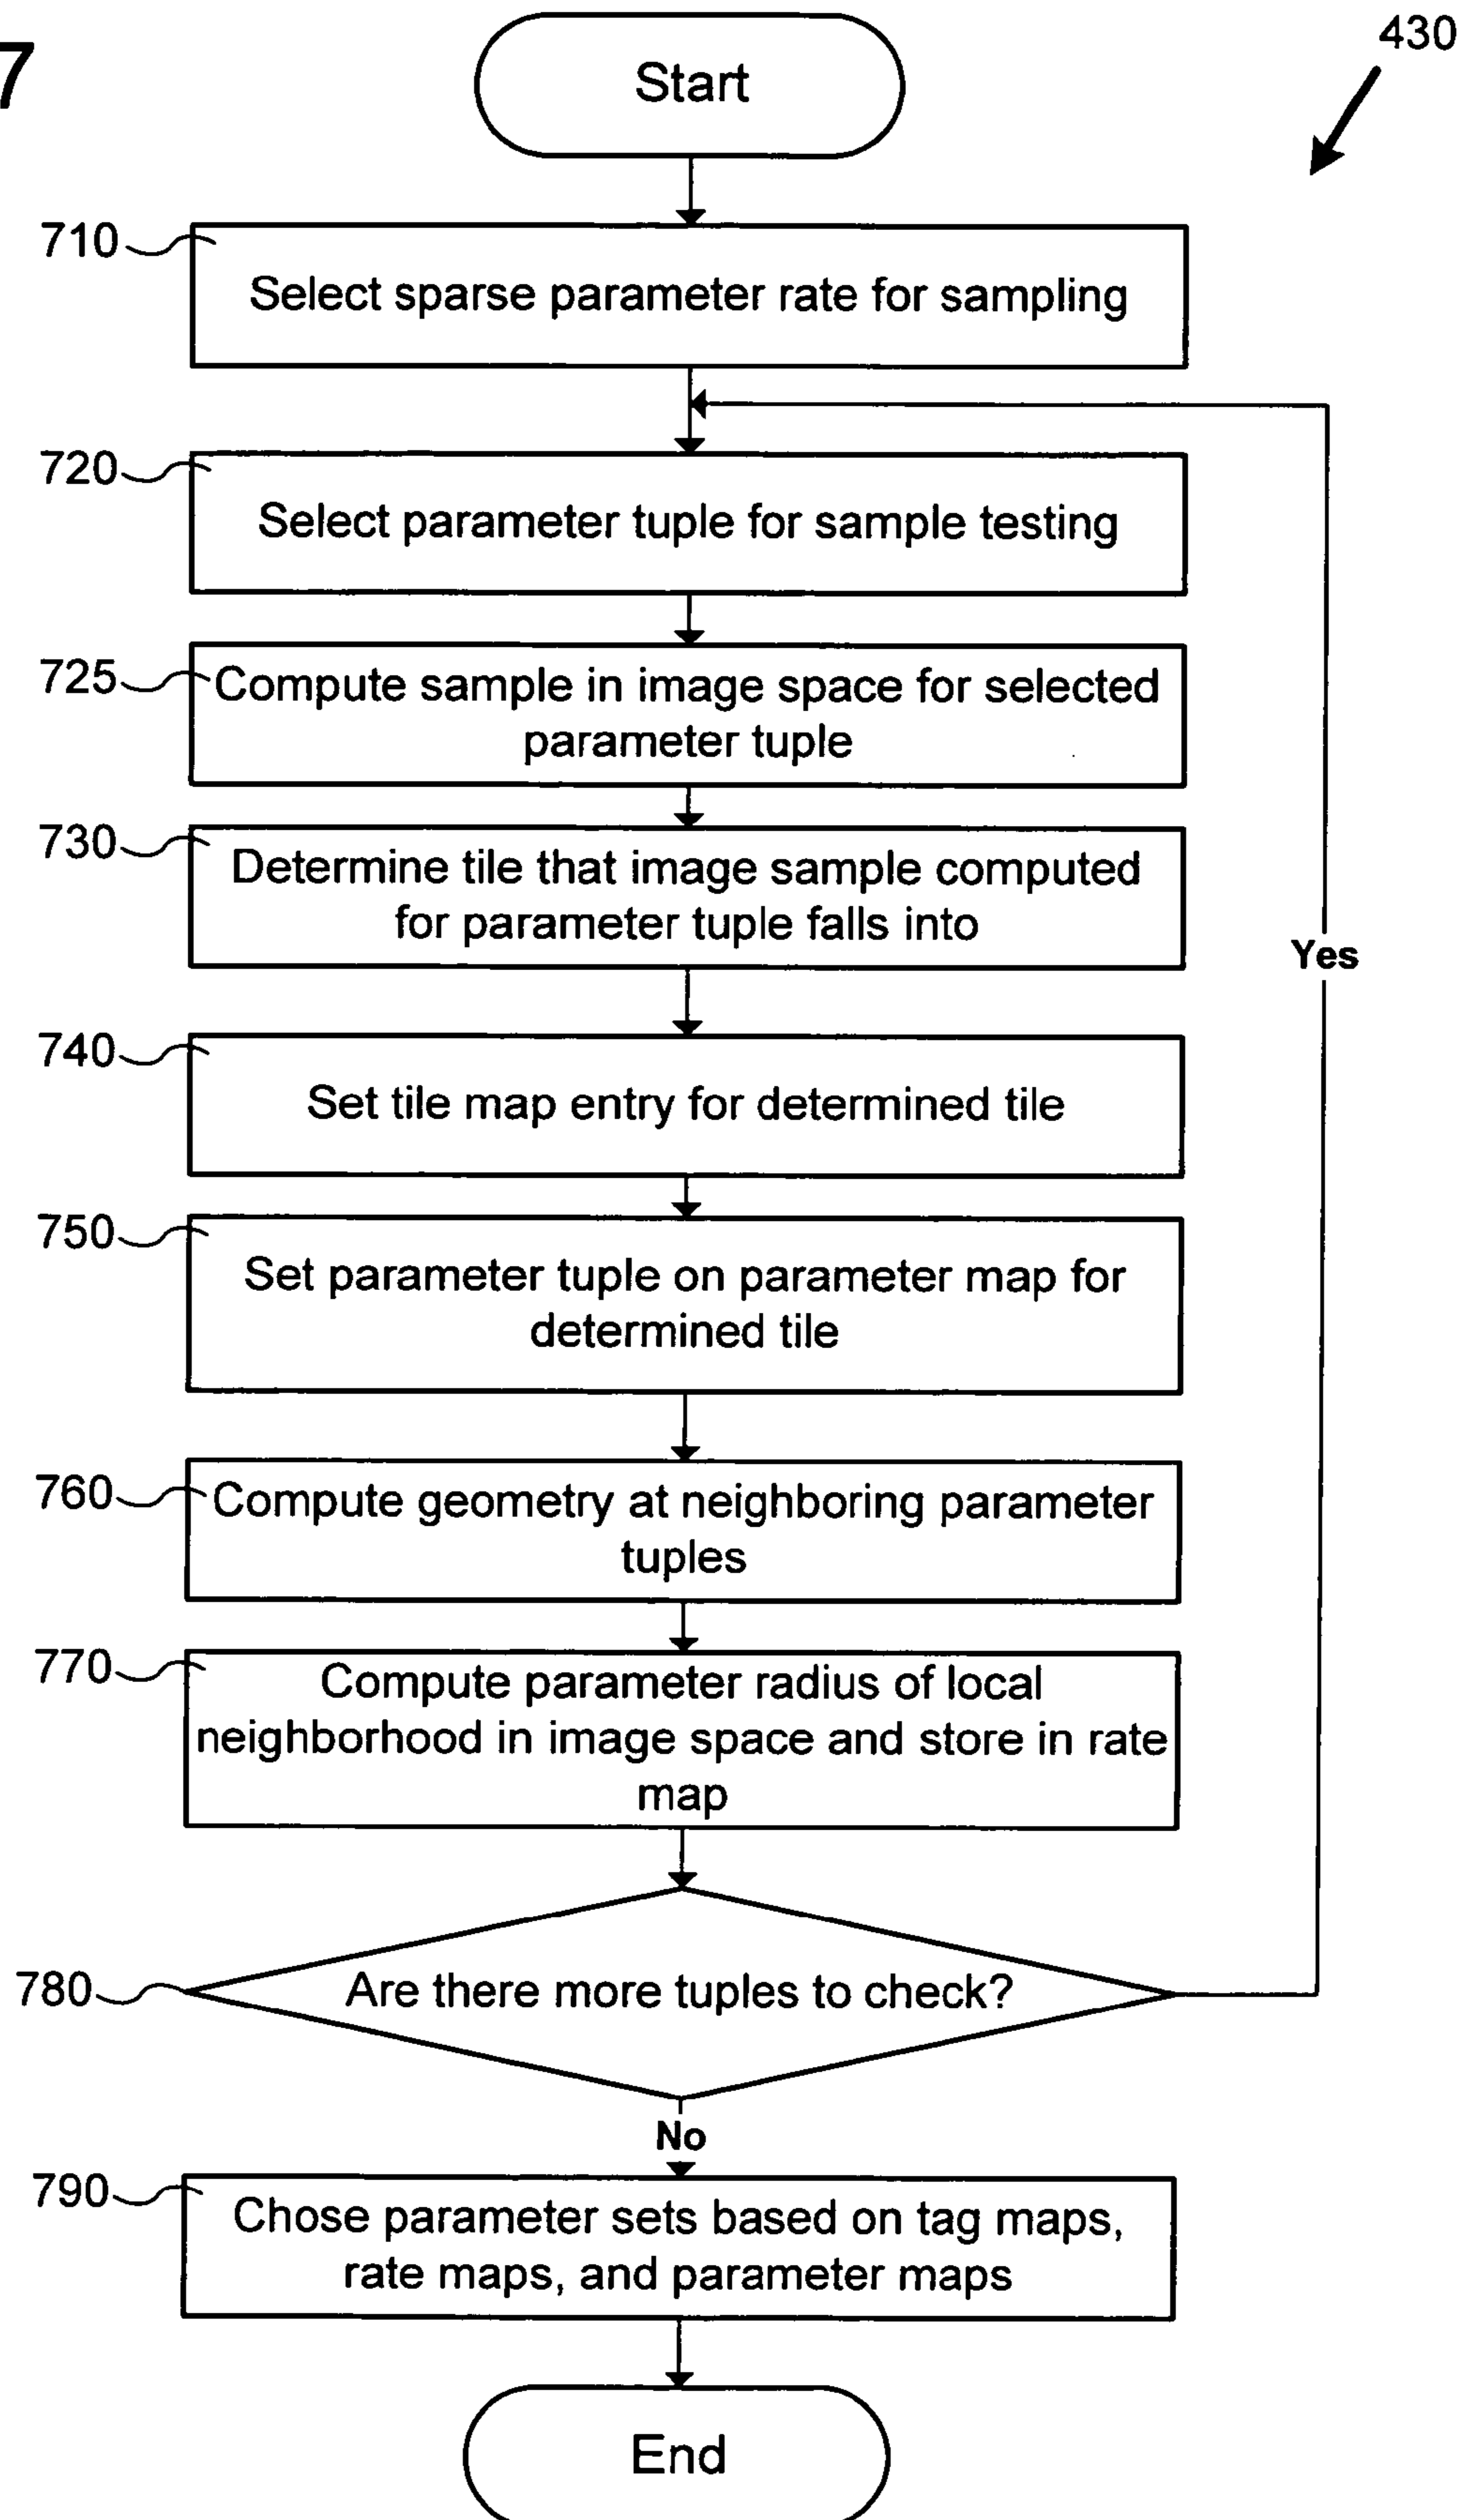 7
430
Start
710
Select sparse parameter rate for sampling
720
Select parameter tuple for sample testing
725
Compute sample in image space for selected
parameter tuple
730
Determine tile that image sample computed
for parameter tuple falls into
Yes
740
Set tile map entry for determined tile
750
Set parameter tuple on parameter map for
determined tile
760
Compute geometry at neighboring parameter
tuples
770
Compute parameter radius of local
neighborhood in image space and store in rate
map
780
Are there more tuples to check?
No
790
Chose parameter sets based on tag maps,
rate maps, and parameter maps
End